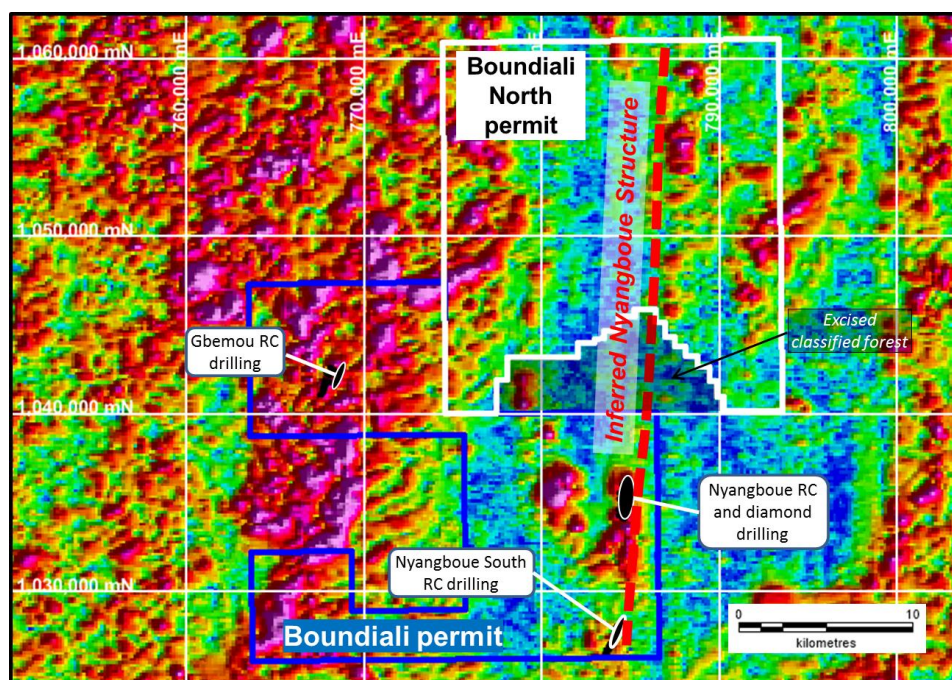 1,060,000 mN
760,000 mE
770,000 mE
mE
790,000 mE
800,000 mE
Boundiali
North
permit
Inferred Nyangboue Structure
1,050,000 mN
Excised
classified forest
Gbemou RC
drilling
1,040,000 mN
Nyangboue RC
and diamond
drilling
Nyangboue South
RC drilling
1,030,000 mN
Boundiali permit
0 10
kilometres